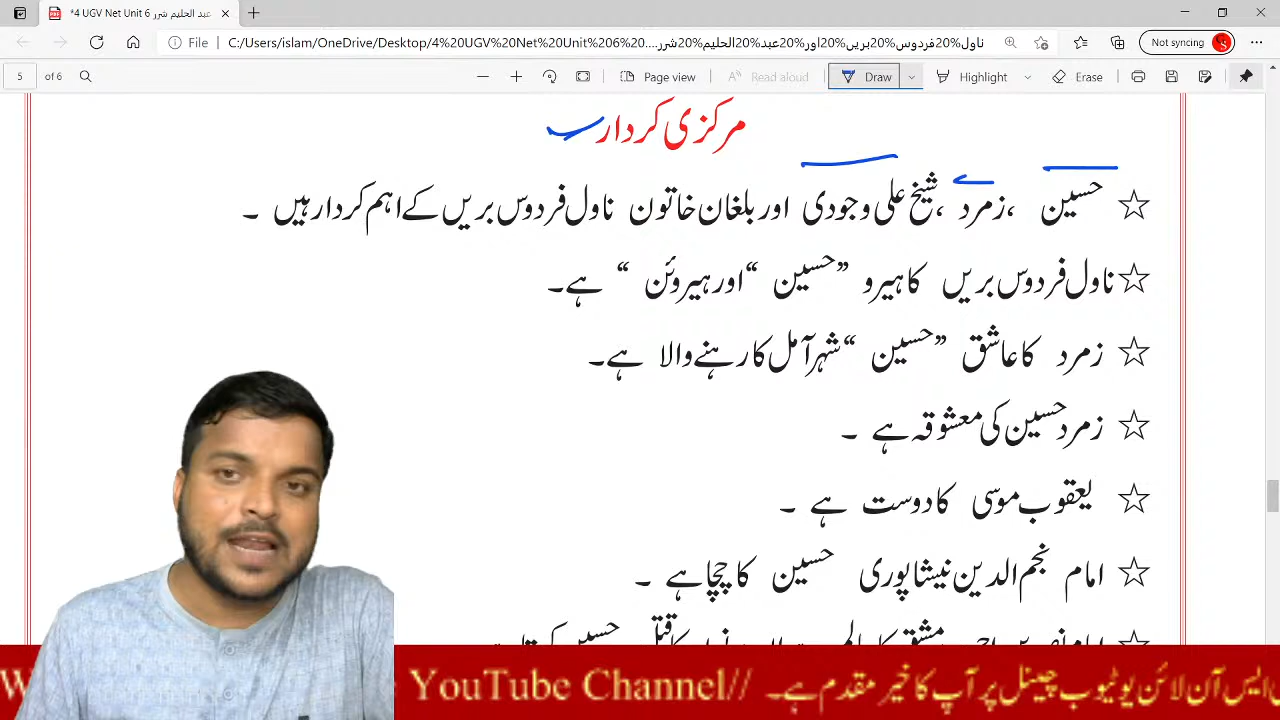 *4 UGV Net Unit 6 عبد الحلیم شرر
File C:/Users/islam/OneDrive/Desktop/4%20UGV%20Net%20Unit%206%20....ناول%20فردوس%20بریں%20اور%20عبد%20الحلیم%20شرر Not syncing
5 of 6 Page view Read aloud Draw Highlight Erase
مرکزی کردار
☆ حسین ،زمرد ،شیخ علی وجودی اور بلغان خاتون ناول فردوس بریں کے اہم کردار ہیں ۔
☆ ناول فردوس بریں کا ہیرو ”حسین “اور ہیروئن “ ہے۔
☆ زمرد کا عاشق ”حسین “شہر آمل کا رہنے والا ہے۔
☆ زمرد حسین کی معشوقہ ہے ۔
☆ یعقوب موسی کا دوست ہے ۔
☆ امام نجم الدین نیشاپوری حسین کا چچا ہے ۔
ایس آن لائن یوٹیوب چینل پر آپ کا خیر مقدم ہے۔ //YouTube Channel